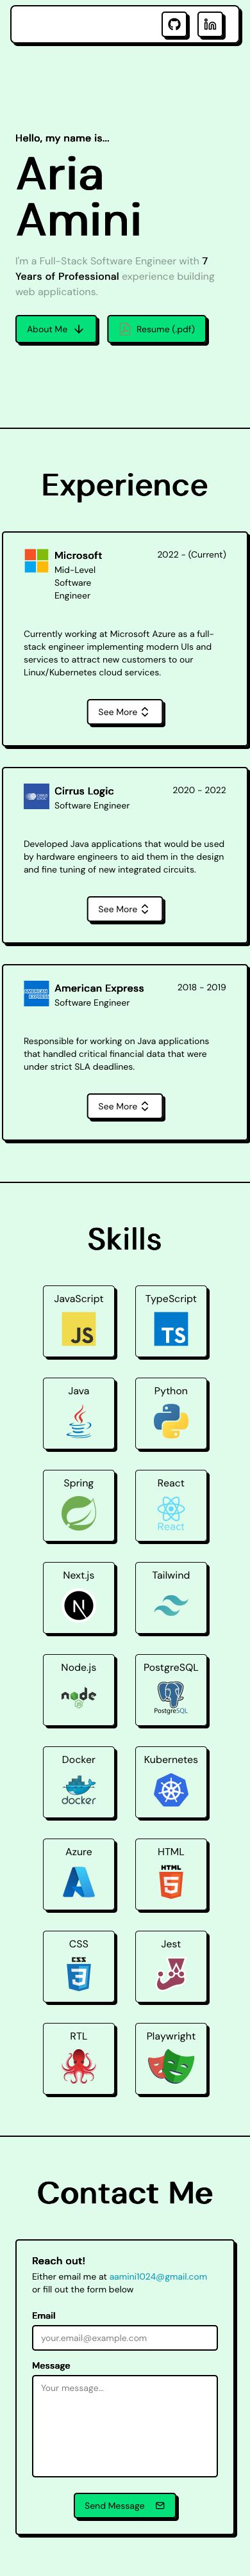 Hello, my name is...
Aria
Amini
I'm a Full-Stack Software Engineer with 7
Years of Professional experience building
web applications.
About Me
Resume (.pdf)
Experience
Microsoft
2022 - (Current)
Mid-Level
Software
Engineer
Currently working at Microsoft Azure as a full-
stack engineer implementing modern UIs and
services to attract new customers to our
Linux/Kubernetes cloud services.
See More
Cirrus Logic
2020 - 2022
Software Engineer
Developed Java applications that would be used
by hardware engineers to aid them in the design
and fine tuning of new integrated circuits.
See More
AMERICAN
EXPRESS
American Express
2018 - 2019
Software Engineer
Responsible for working on Java applications
that handled critical financial data that were
under strict SLA deadlines.
See More
Skills
JavaScript
JS
TypeScript
TS
Java
Python
Spring
React
React
Next.js
N
Tailwind
Node.js
node
JS
PostgreSQL
PostgreSQL
Docker
docker
Kubernetes
Azure
HTML
HTML
5
CSS
CSS
3
Jest
RTL
Playwright
Contact Me
Reach out!
Either email me at aamini1024@gmail.com
or fill out the form below
Email
your.email@example.com
Message
Your message...
Send Message